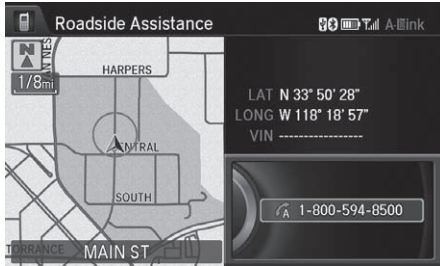 Roadside Assistance
A-Link
N
1/8mi
HARPERS
CENTRAL
SOUTH
TORRANCE
MAIN ST
LAT N 33° 50' 28"
LONG W 118° 18' 57"
VIN -----------------
A 1-800-594-8500